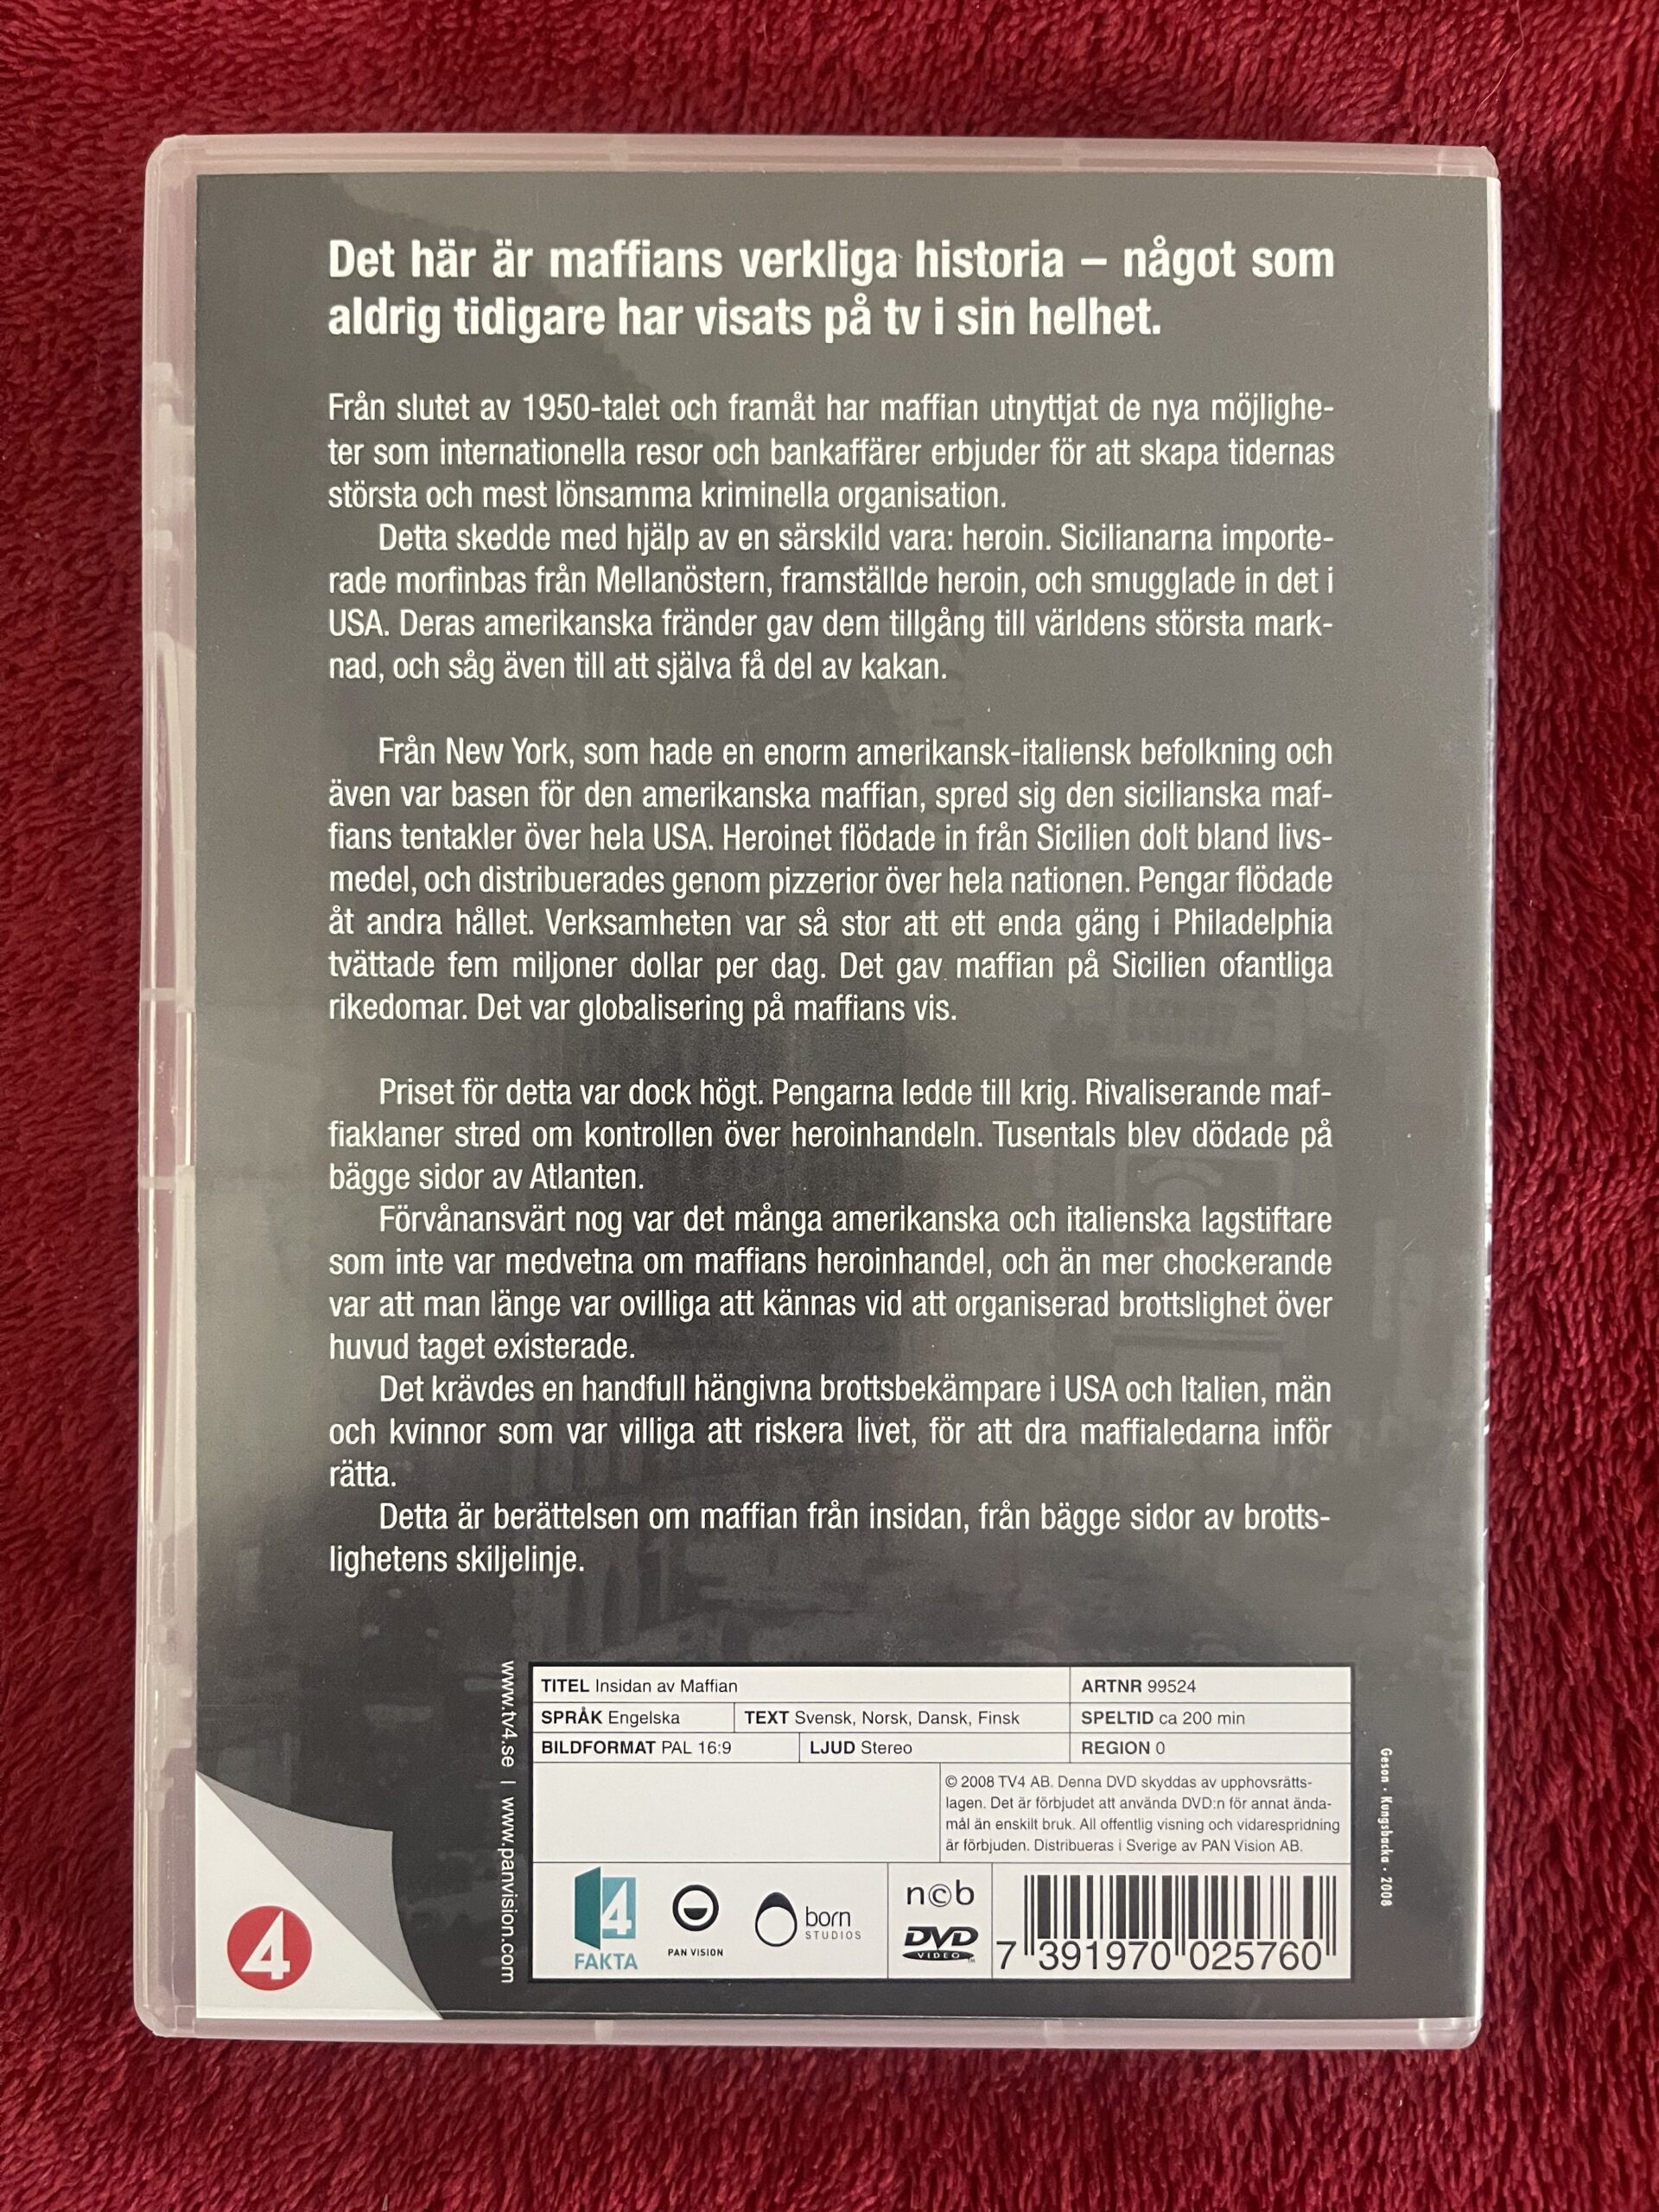 Det här är maffians verkliga historia – något som
aldrig tidigare har visats på tv i sin helhet.
Från slutet av 1950-talet och framåt har maffian utnyttjat de nya möjlighe-
ter som internationella resor och bankaffärer erbjuder för att skapa tidernas
största och mest lönsamma kriminella organisation.
Detta skedde med hjälp av en särskild vara: heroin. Sicilianarna importe-
rade morfinbas från Mellanöstern, framställde heroin, och smugglade in det i
USA. Deras amerikanska fränder gav dem tillgång till världens största mark-
nad, och såg även till att själva få del av kakan.
Från New York, som hade en enorm amerikansk-italiensk befolkning och
även var basen för den amerikanska maffian, spred sig den sicilianska maf-
fians tentakler över hela USA. Heroinet flödade in från Sicilien dolt bland livs-
medel, och distribuerades genom pizzerior över hela nationen. Pengar flödade
åt andra hållet. Verksamheten var så stor att ett enda gäng i Philadelphia
tvättade fem miljoner dollar per dag. Det gav maffian på Sicilien ofantliga
rikedomar. Det var globalisering på maffians vis.
Priset för detta var dock högt. Pengarna ledde till krig. Rivaliserande maf-
fiaklaner stred om kontrollen över heroinhandeln. Tusentals blev dödade på
bägge sidor av Atlanten.
Förvånansvärt nog var det många amerikanska och italienska lagstiftare
som inte var medvetna om maffians heroinhandel, och än mer chockerande
var att man länge var ovilliga att kännas vid att organiserad brottslighet över
huvud taget existerade.
Det krävdes en handfull hängivna brottsbekämpare i USA och Italien, män
och kvinnor som var villiga att riskera livet, för att dra maffialedarna inför
rätta.
Detta är berättelsen om maffian från insidan, från bägge sidor av brotts-
lighetens skiljelinje.
www.tv4.se | www.panvision.com
TITEL Insidan av Maffian
ARTNR 99524
SPRÅK Engelska
TEXT Svensk, Norsk, Dansk, Finsk
SPELTID ca 200 min
BILDFORMAT PAL 16:9
LJUD Stereo
REGION 0
© 2008 TV4 AB. Denna DVD skyddas av upphovsrätts-
lagen. Det är förbjudet att använda DVD:n för annat ända-
mål än enskilt bruk. All offentlig visning och vidarespridning
är förbjuden. Distribueras i Sverige av PAN Vision AB.
4
FAKTA
PAN VISION
born
STUDIOS
n©b
DVD
VIDEO
TM
7 391970 025760
Geson · Kungsbacka · 2008
4